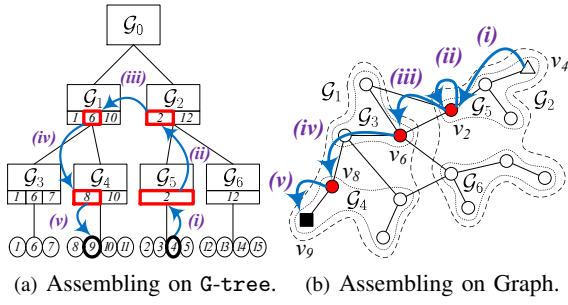 𝒢0
(iii)
𝒢1 𝒢2
1 6 10 2 12
(iv) (ii)
𝒢3 𝒢4 𝒢5 𝒢6
1 6 7 8 10 2 12
(v) (i)
1 6 7 8 9 10 11 2 3 4 5 12 13 14 15
(a) Assembling on G-tree.
(i)
(ii)
(iii) v4
𝒢1 𝒢5 𝒢2
𝒢3
(iv) v2
v6
v8 𝒢6
(v) 𝒢4
v9
(b) Assembling on Graph.